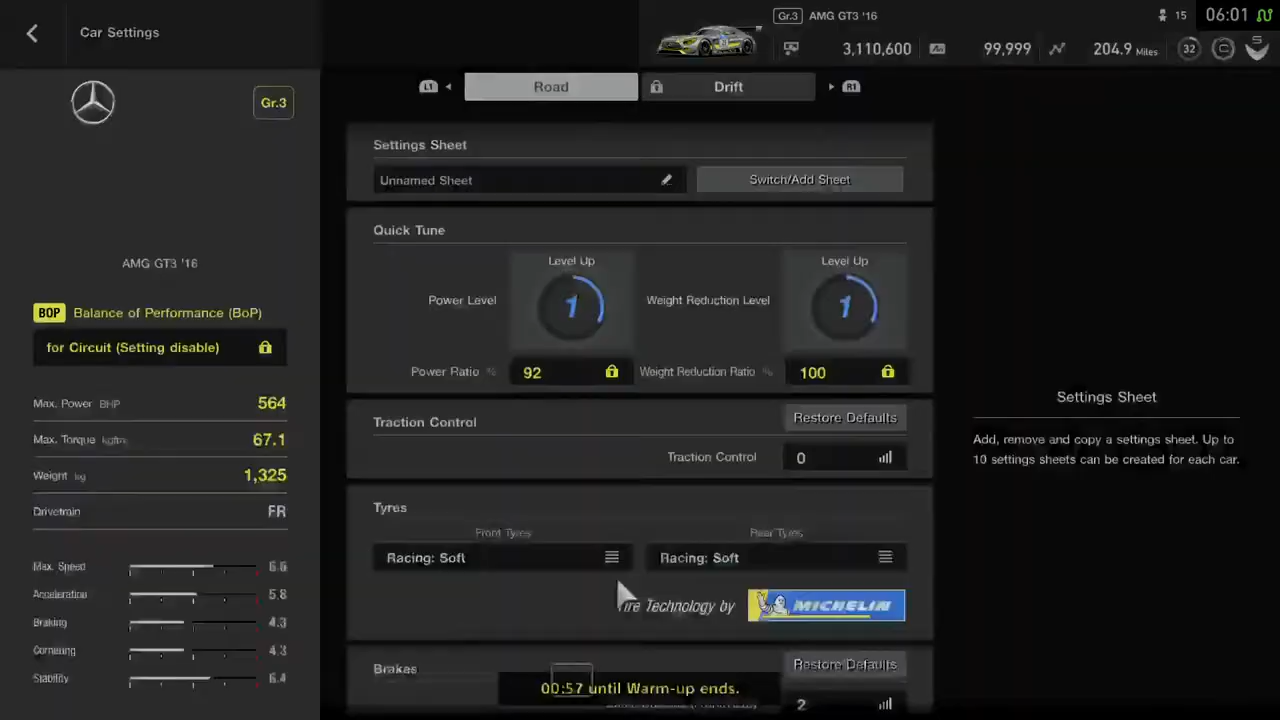 Car Settings
Gr.3 AMG GT3 '16
15 06:01
3,110,600 99,999 204.9 Miles 32 C S
L1 Road Drift R1
Gr.3
Settings Sheet
Unnamed Sheet Switch/Add Sheet
Quick Tune
AMG GT3 '16
Level Up Level Up
Power Level 1 Weight Reduction Level 1
BOP Balance of Performance (BoP)
for Circuit (Setting disable)
Power Ratio % 92 Weight Reduction Ratio % 100
Max. Power BHP 564
Max. Torque kgfm 67.1
Weight kg 1,325
Drivetrain FR
Traction Control Restore Defaults
Traction Control 0
Settings Sheet
Add, remove and copy a settings sheet. Up to
10 settings sheets can be created for each car.
Tyres
Front Tyres Rear Tyres
Racing: Soft Racing: Soft
Tire Technology by MICHELIN
Max. Speed 6.6
Acceleration 5.8
Braking 4.3
Cornering 4.3
Stability 6.4
Brakes Restore Defaults
00:57 until Warm-up ends.
2